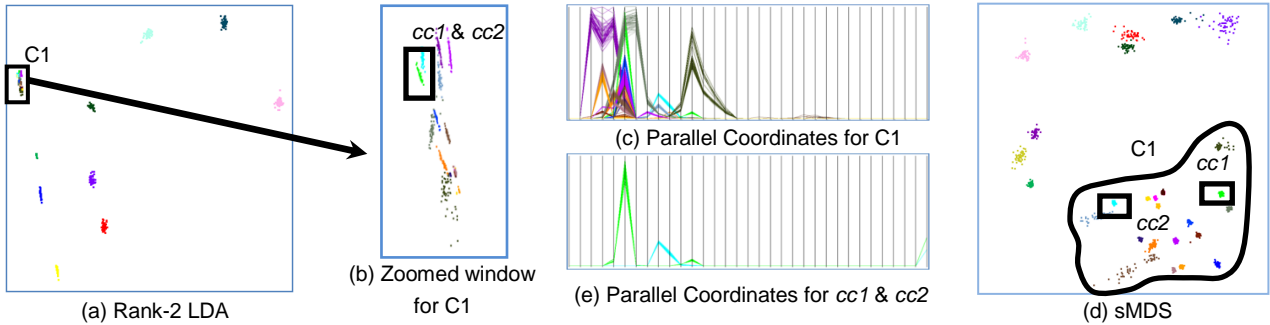 C1
(a) Rank-2 LDA
cc1 & cc2
(b) Zoomed window
for C1
(c) Parallel Coordinates for C1
(e) Parallel Coordinates for cc1 & cc2
C1
cc1
cc2
(d) sMDS